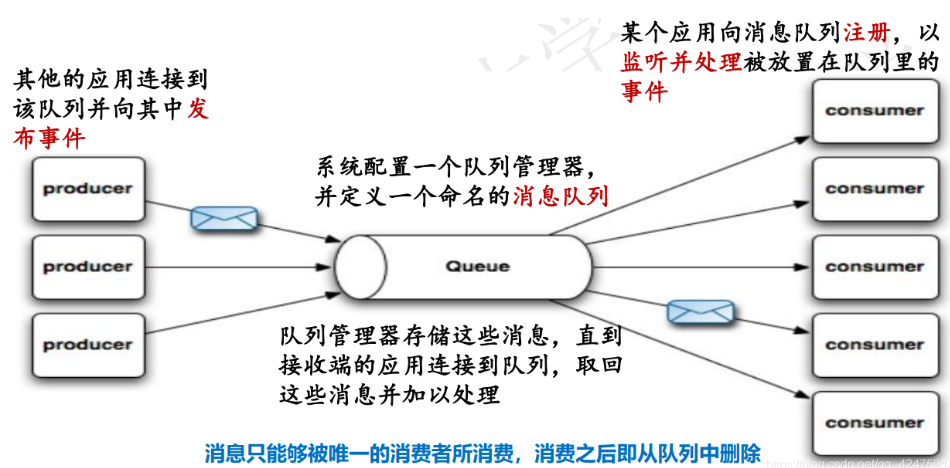 其他的应用连接到
该队列并向其中发
布事件
某个应用向消息队列注册，以
监听并处理被放置在队列里的
事件
系统配置一个队列管理器，
并定义一个命名的消息队列
producer
producer
producer
Queue
consumer
consumer
consumer
consumer
consumer
队列管理器存储这些消息，直到
接收端的应用连接到队列，取回
这些消息并加以处理
消息只能够被唯一的消费者所消费，消费之后即从队列中删除